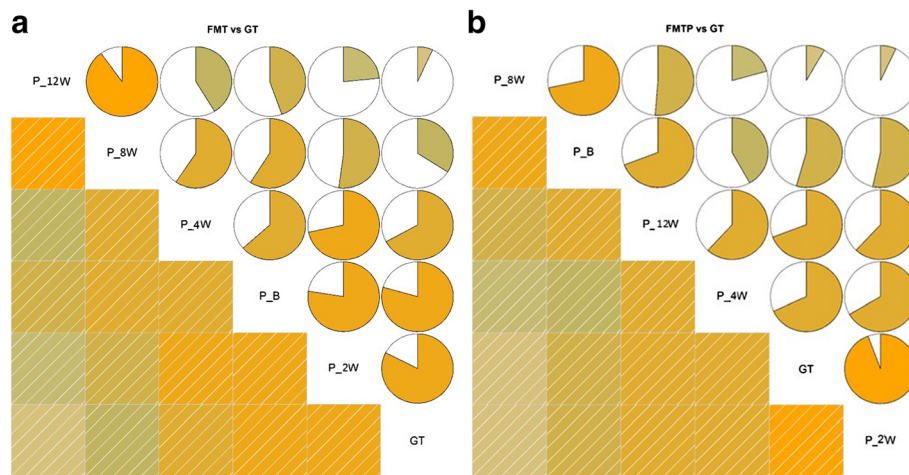 a
FMT vs GT
P_12W
P_8W
P_4W
P_B
P_2W
GT
b
FMTP vs GT
P_8W
P_B
P_12W
P_4W
GT
P_2W